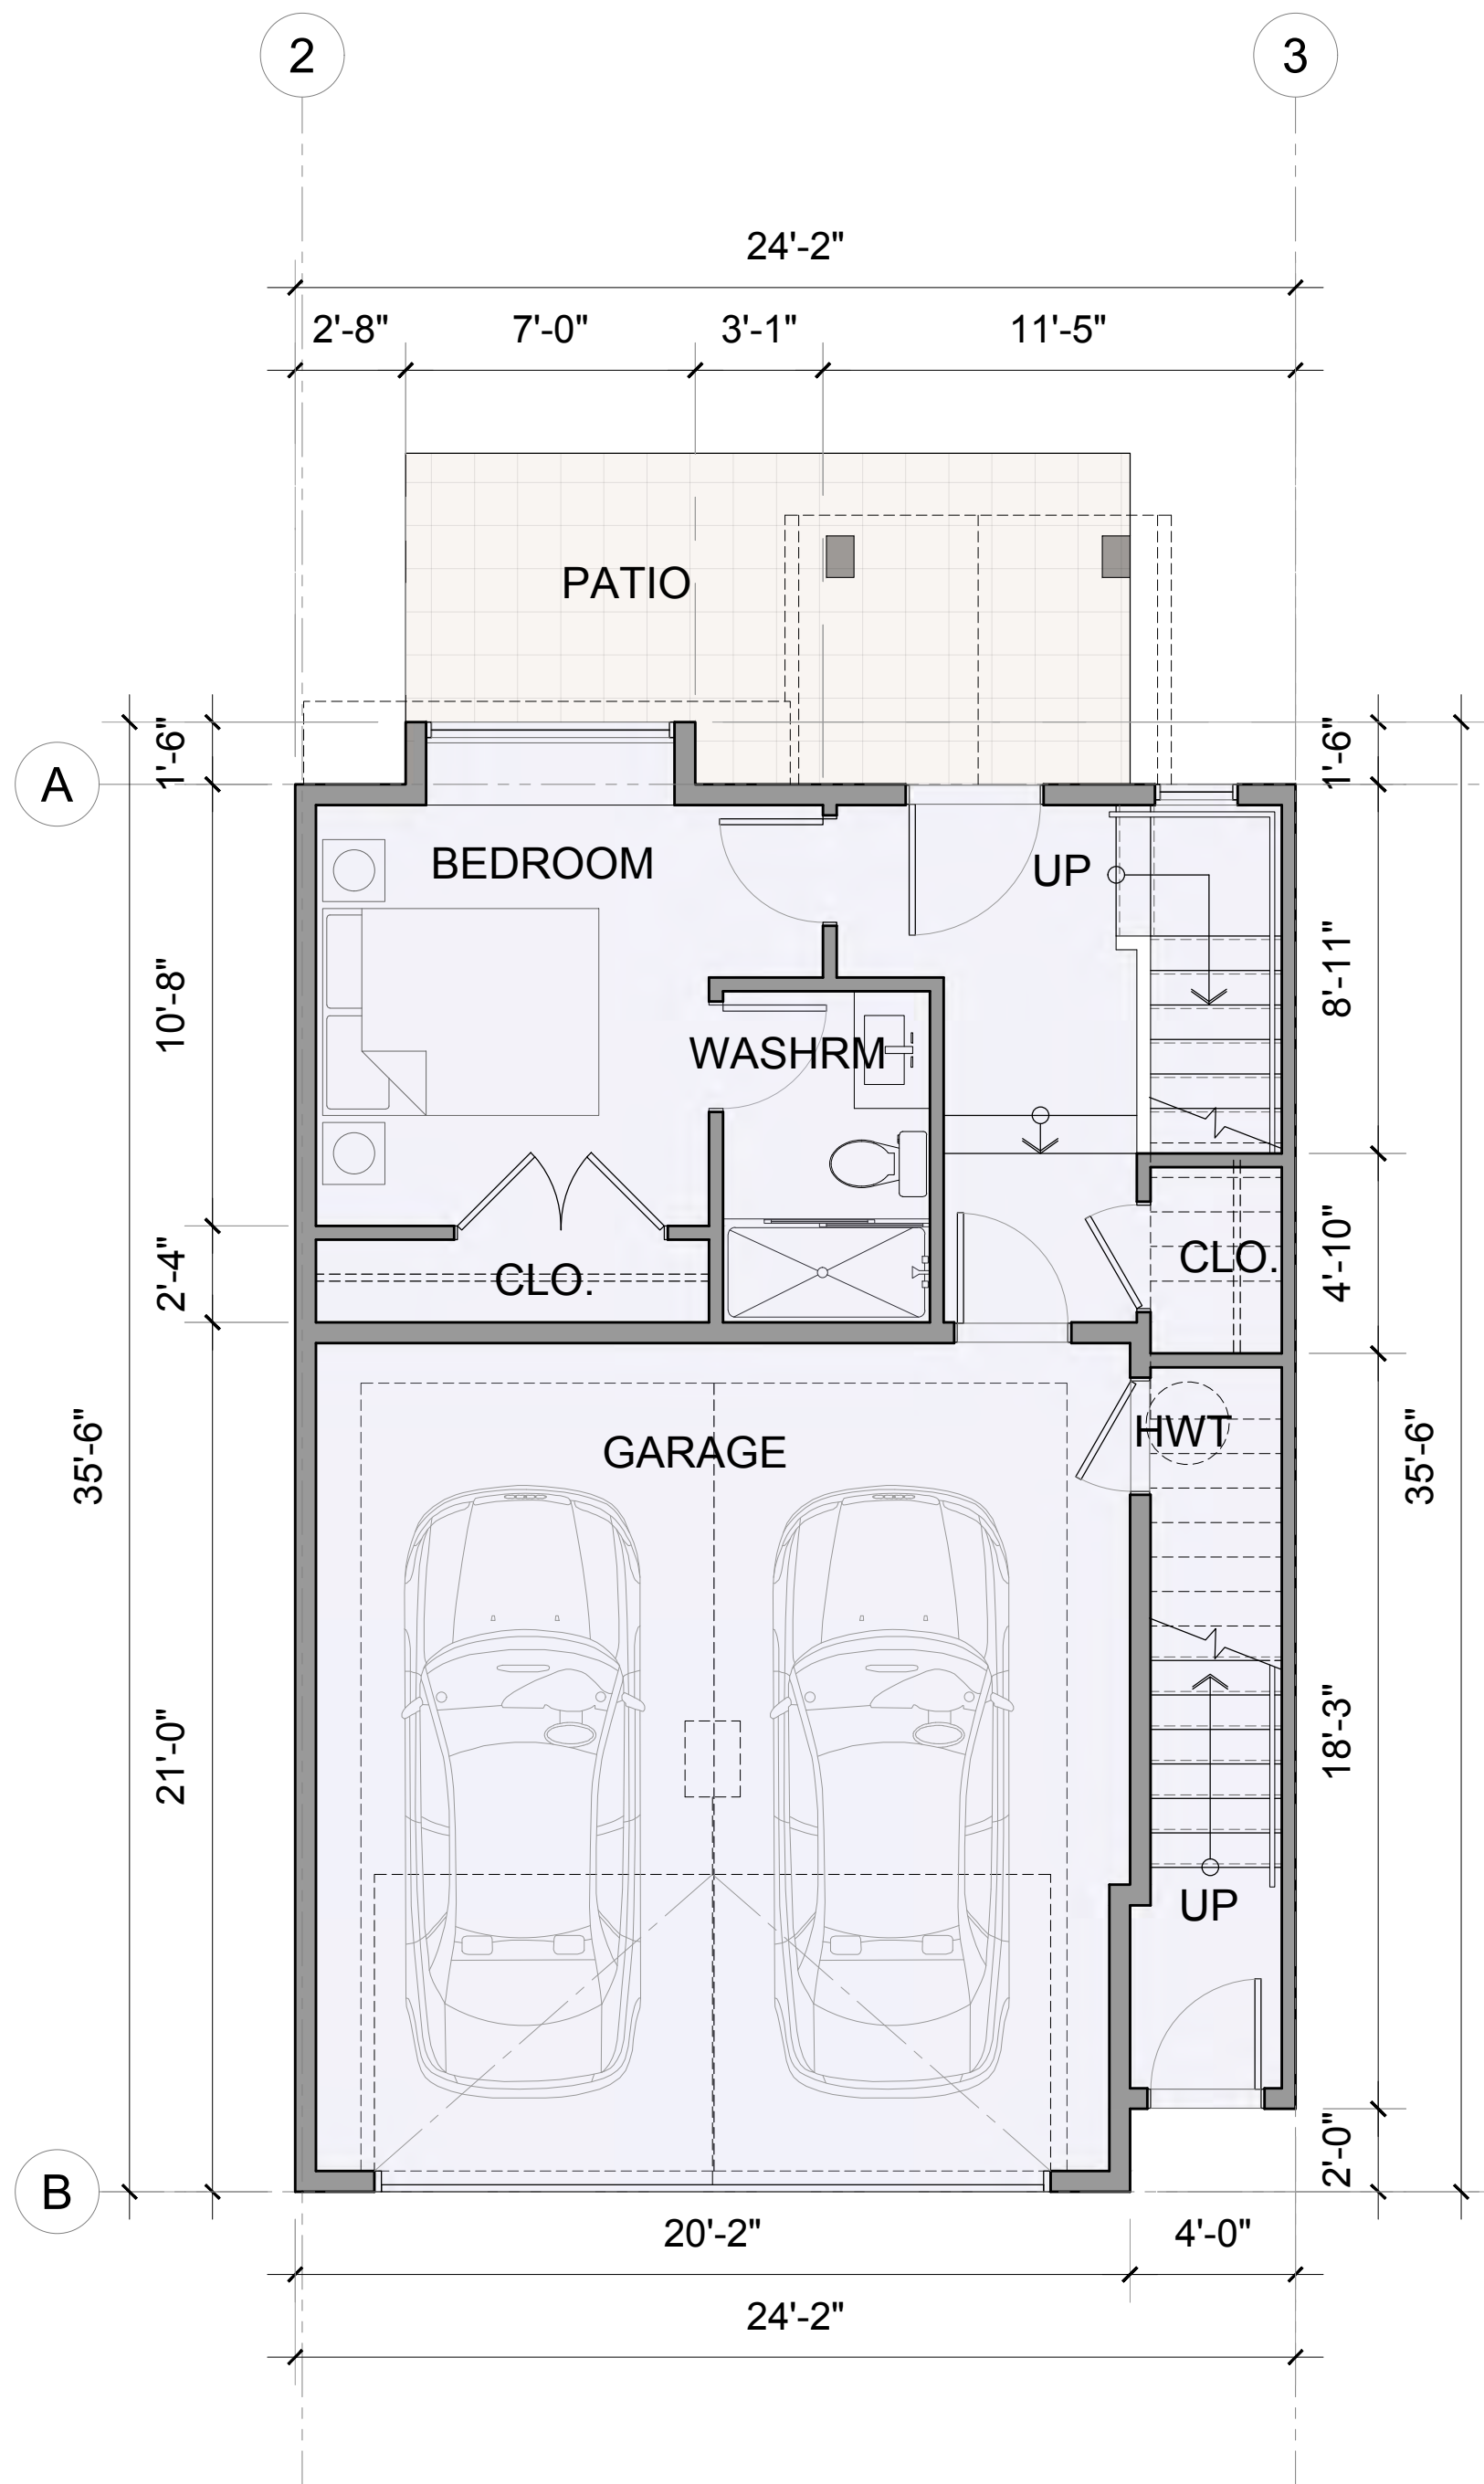 2
3
24'-2"
2'-8"
7'-0"
3'-1"
11'-5"
PATIO
1'-6"
1'-6"
A
BEDROOM
UP
10'-8"
8'-11"
WASHRM
2'-4"
CLO.
CLO.
4'-10"
35'-6"
GARAGE
HWT
35'-6"
21'-0"
18'-3"
UP
B
2'-0"
20'-2"
4'-0"
24'-2"